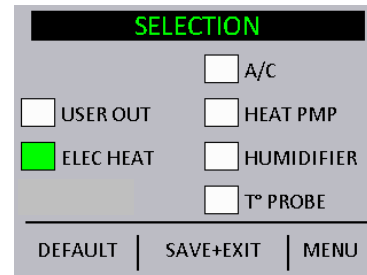 SELECTION
A/C
USER OUT HEAT PMP
ELEC HEAT HUMIDIFIER
T° PROBE
DEFAULT SAVE+EXIT MENU